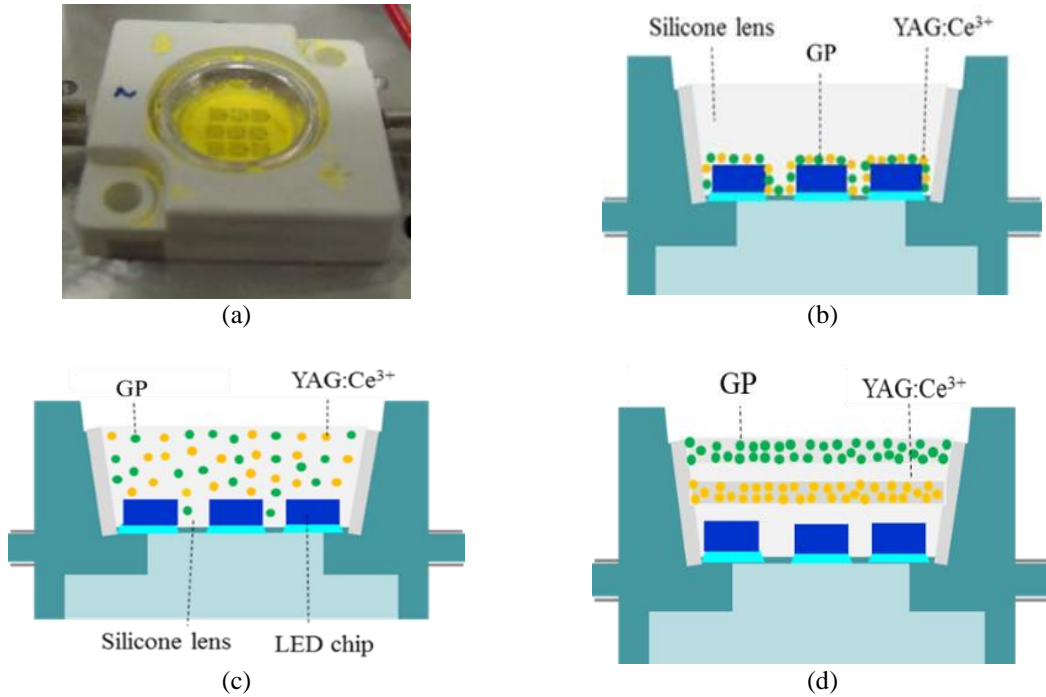 Silicone lens
YAG:Ce³⁺
GP
(a)
(b)
GP
YAG:Ce³⁺
Silicone lens
LED chip
(c)
GP
YAG:Ce³⁺
(d)